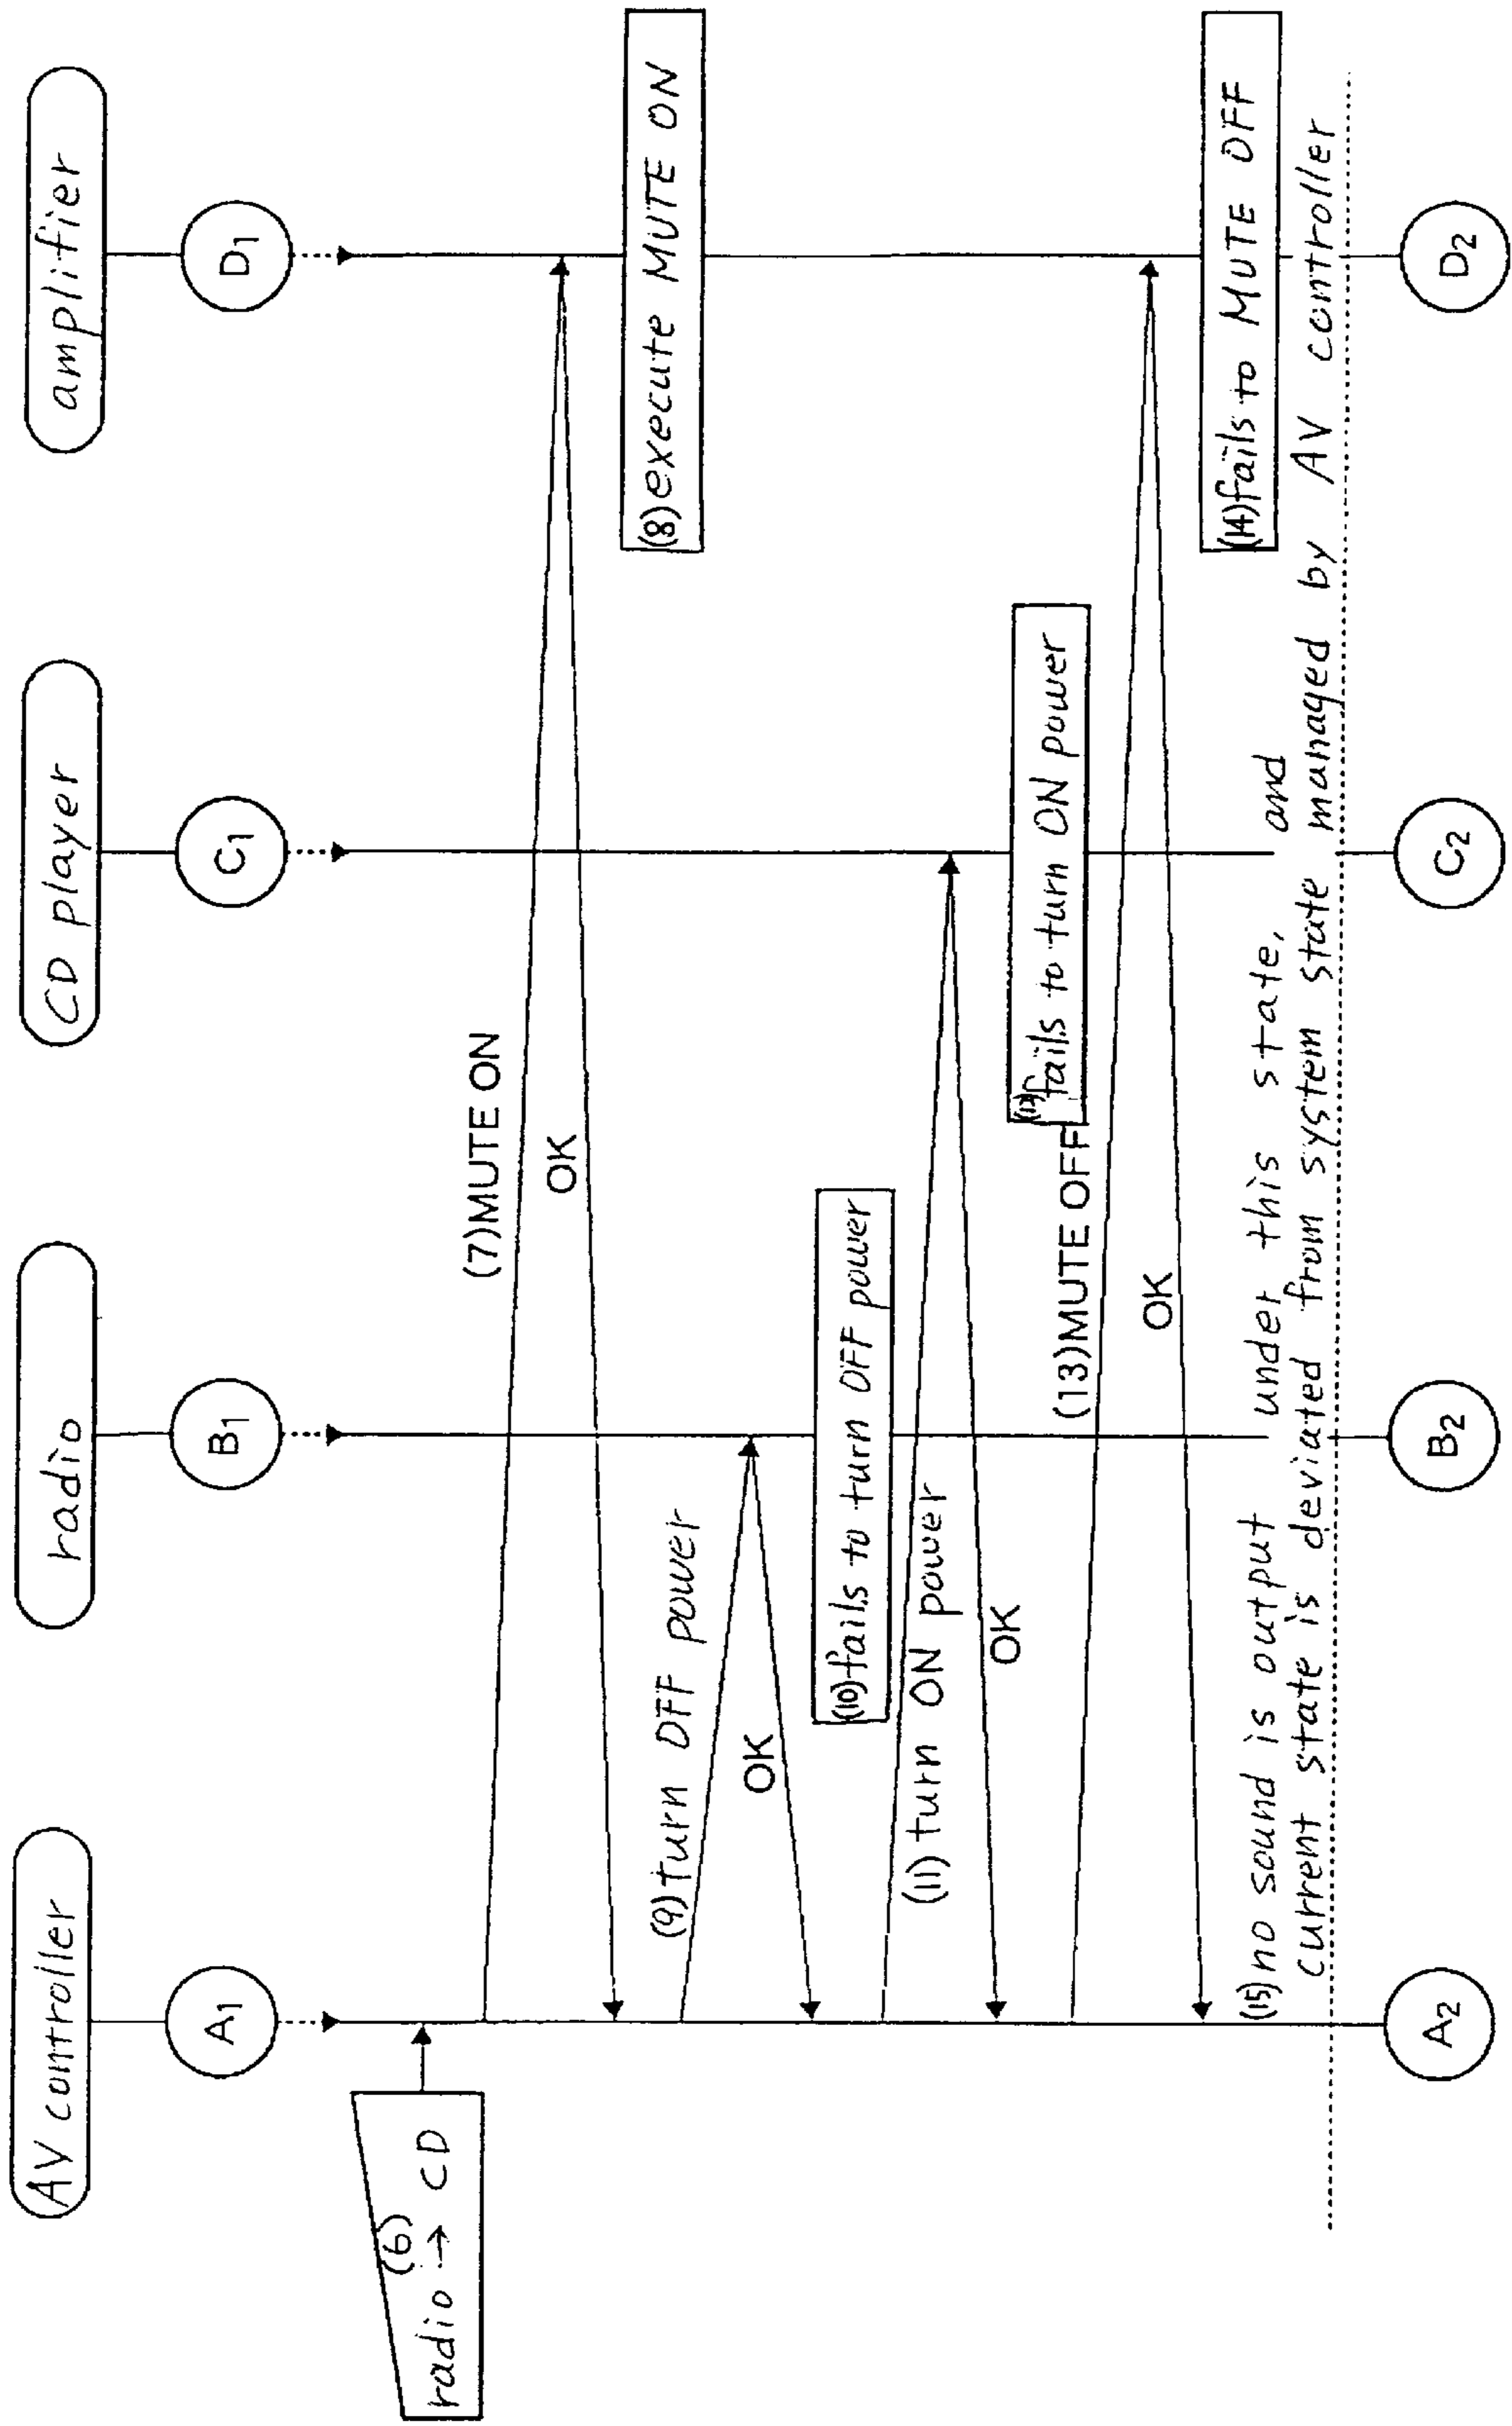 AV controller
radio
CD player
amplifier
A1
B1
C1
D1
(6)
radio → CD
(7)MUTE ON
OK
(8)execute MUTE ON
(9)turn OFF power
OK
(10)fails to turn OFF power
(11)turn ON power
OK
(12)fails to turn ON power
(13)MUTE OFF
OK
(14)fails to MUTE OFF
(15)no sound is output under this state, and
current state is deviated from system state managed by AV controller
A2
B2
C2
D2